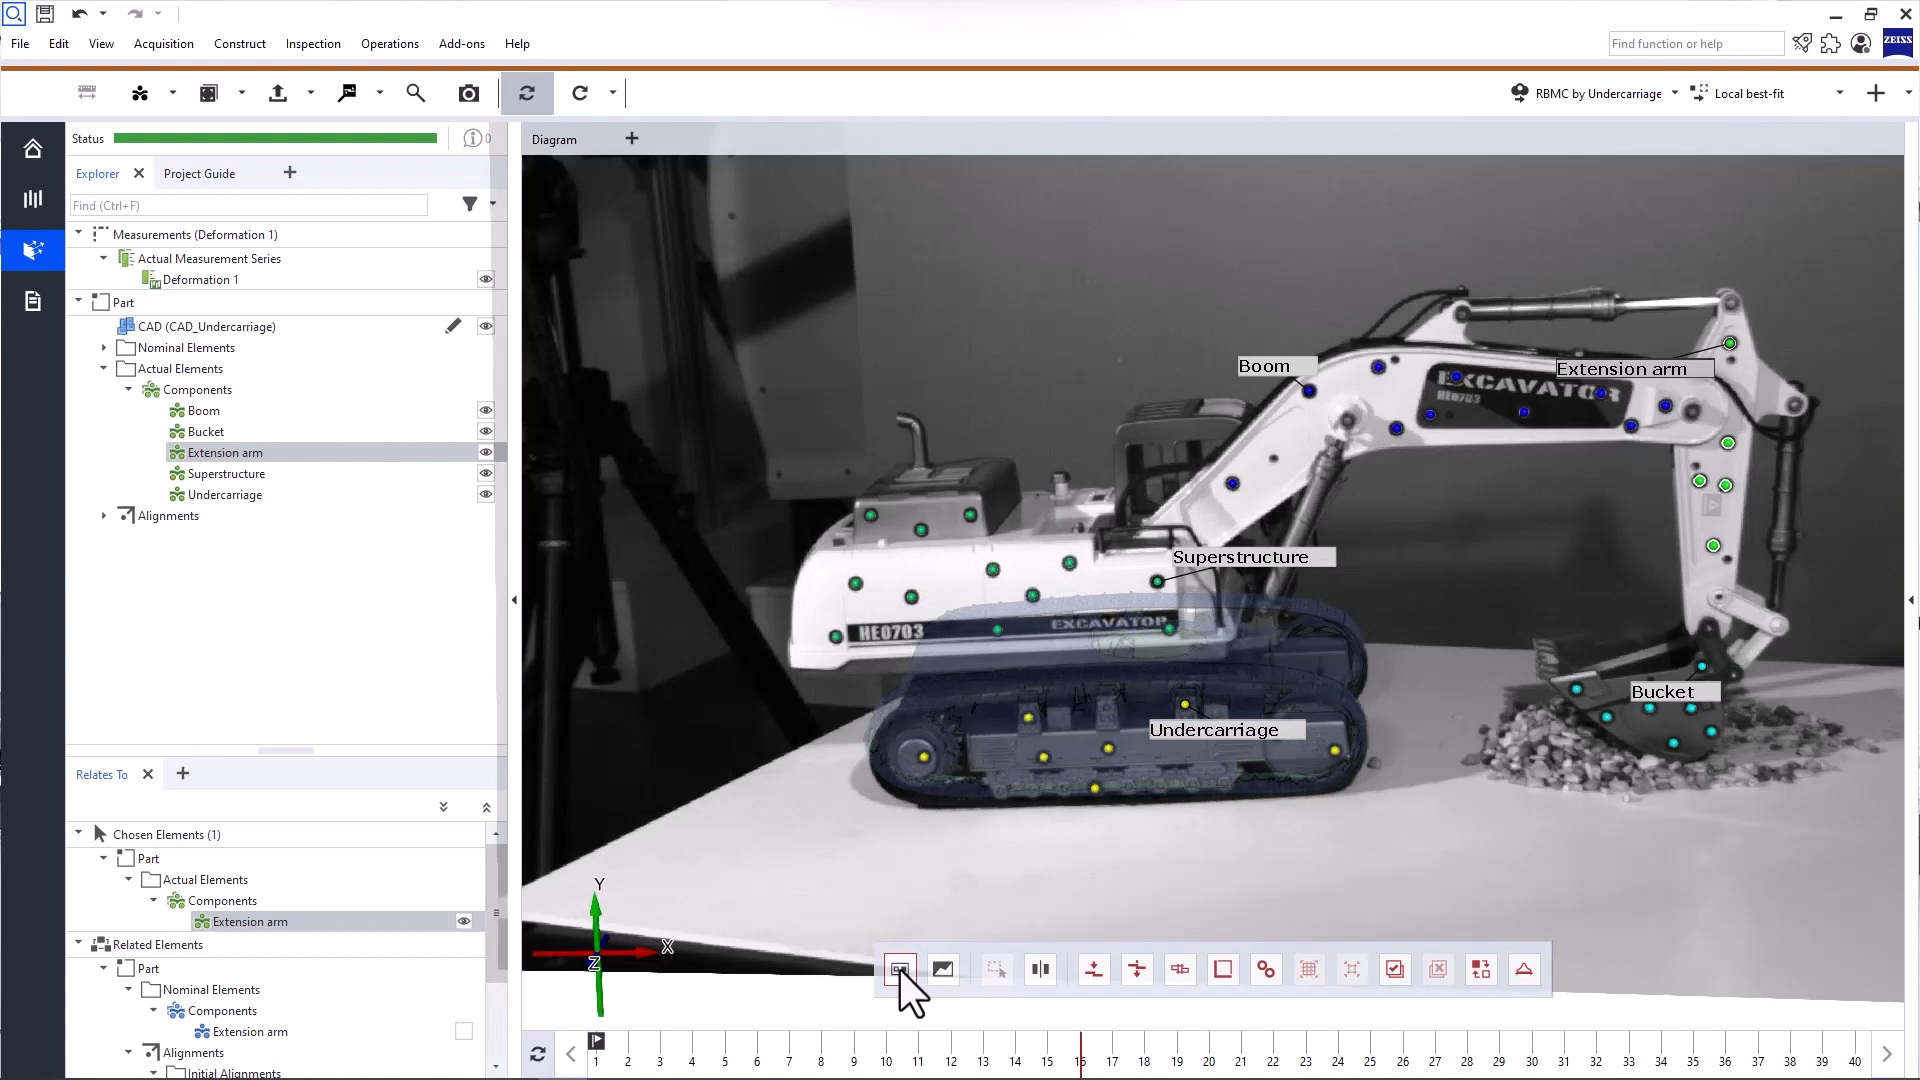 File Edit View Acquisition Construct Inspection Operations Add-ons Help
Find function or help
ZEISS
RBMC by Undercarriage
Local best-fit
Status
0
Diagram
Explorer
Project Guide
Find (Ctrl+F)
Measurements (Deformation 1)
Actual Measurement Series
Deformation 1
Part
CAD (CAD_Undercarriage)
Nominal Elements
Actual Elements
Components
Boom
Bucket
Extension arm
Superstructure
Undercarriage
Alignments
Relates To
Chosen Elements (1)
Part
Actual Elements
Components
Extension arm
Related Elements
Part
Nominal Elements
Components
Extension arm
Alignments
Initial Alignments
Boom
Extension arm
EXCAVATOR
HE0703
Superstructure
HE0703
EXCAVATOR
Bucket
Undercarriage
Y
X
Z
1 2 3 4 5 6 7 8 9 10 11 12 13 14 15 16 17 18 19 20 21 22 23 24 25 26 27 28 29 30 31 32 33 34 35 36 37 38 39 40